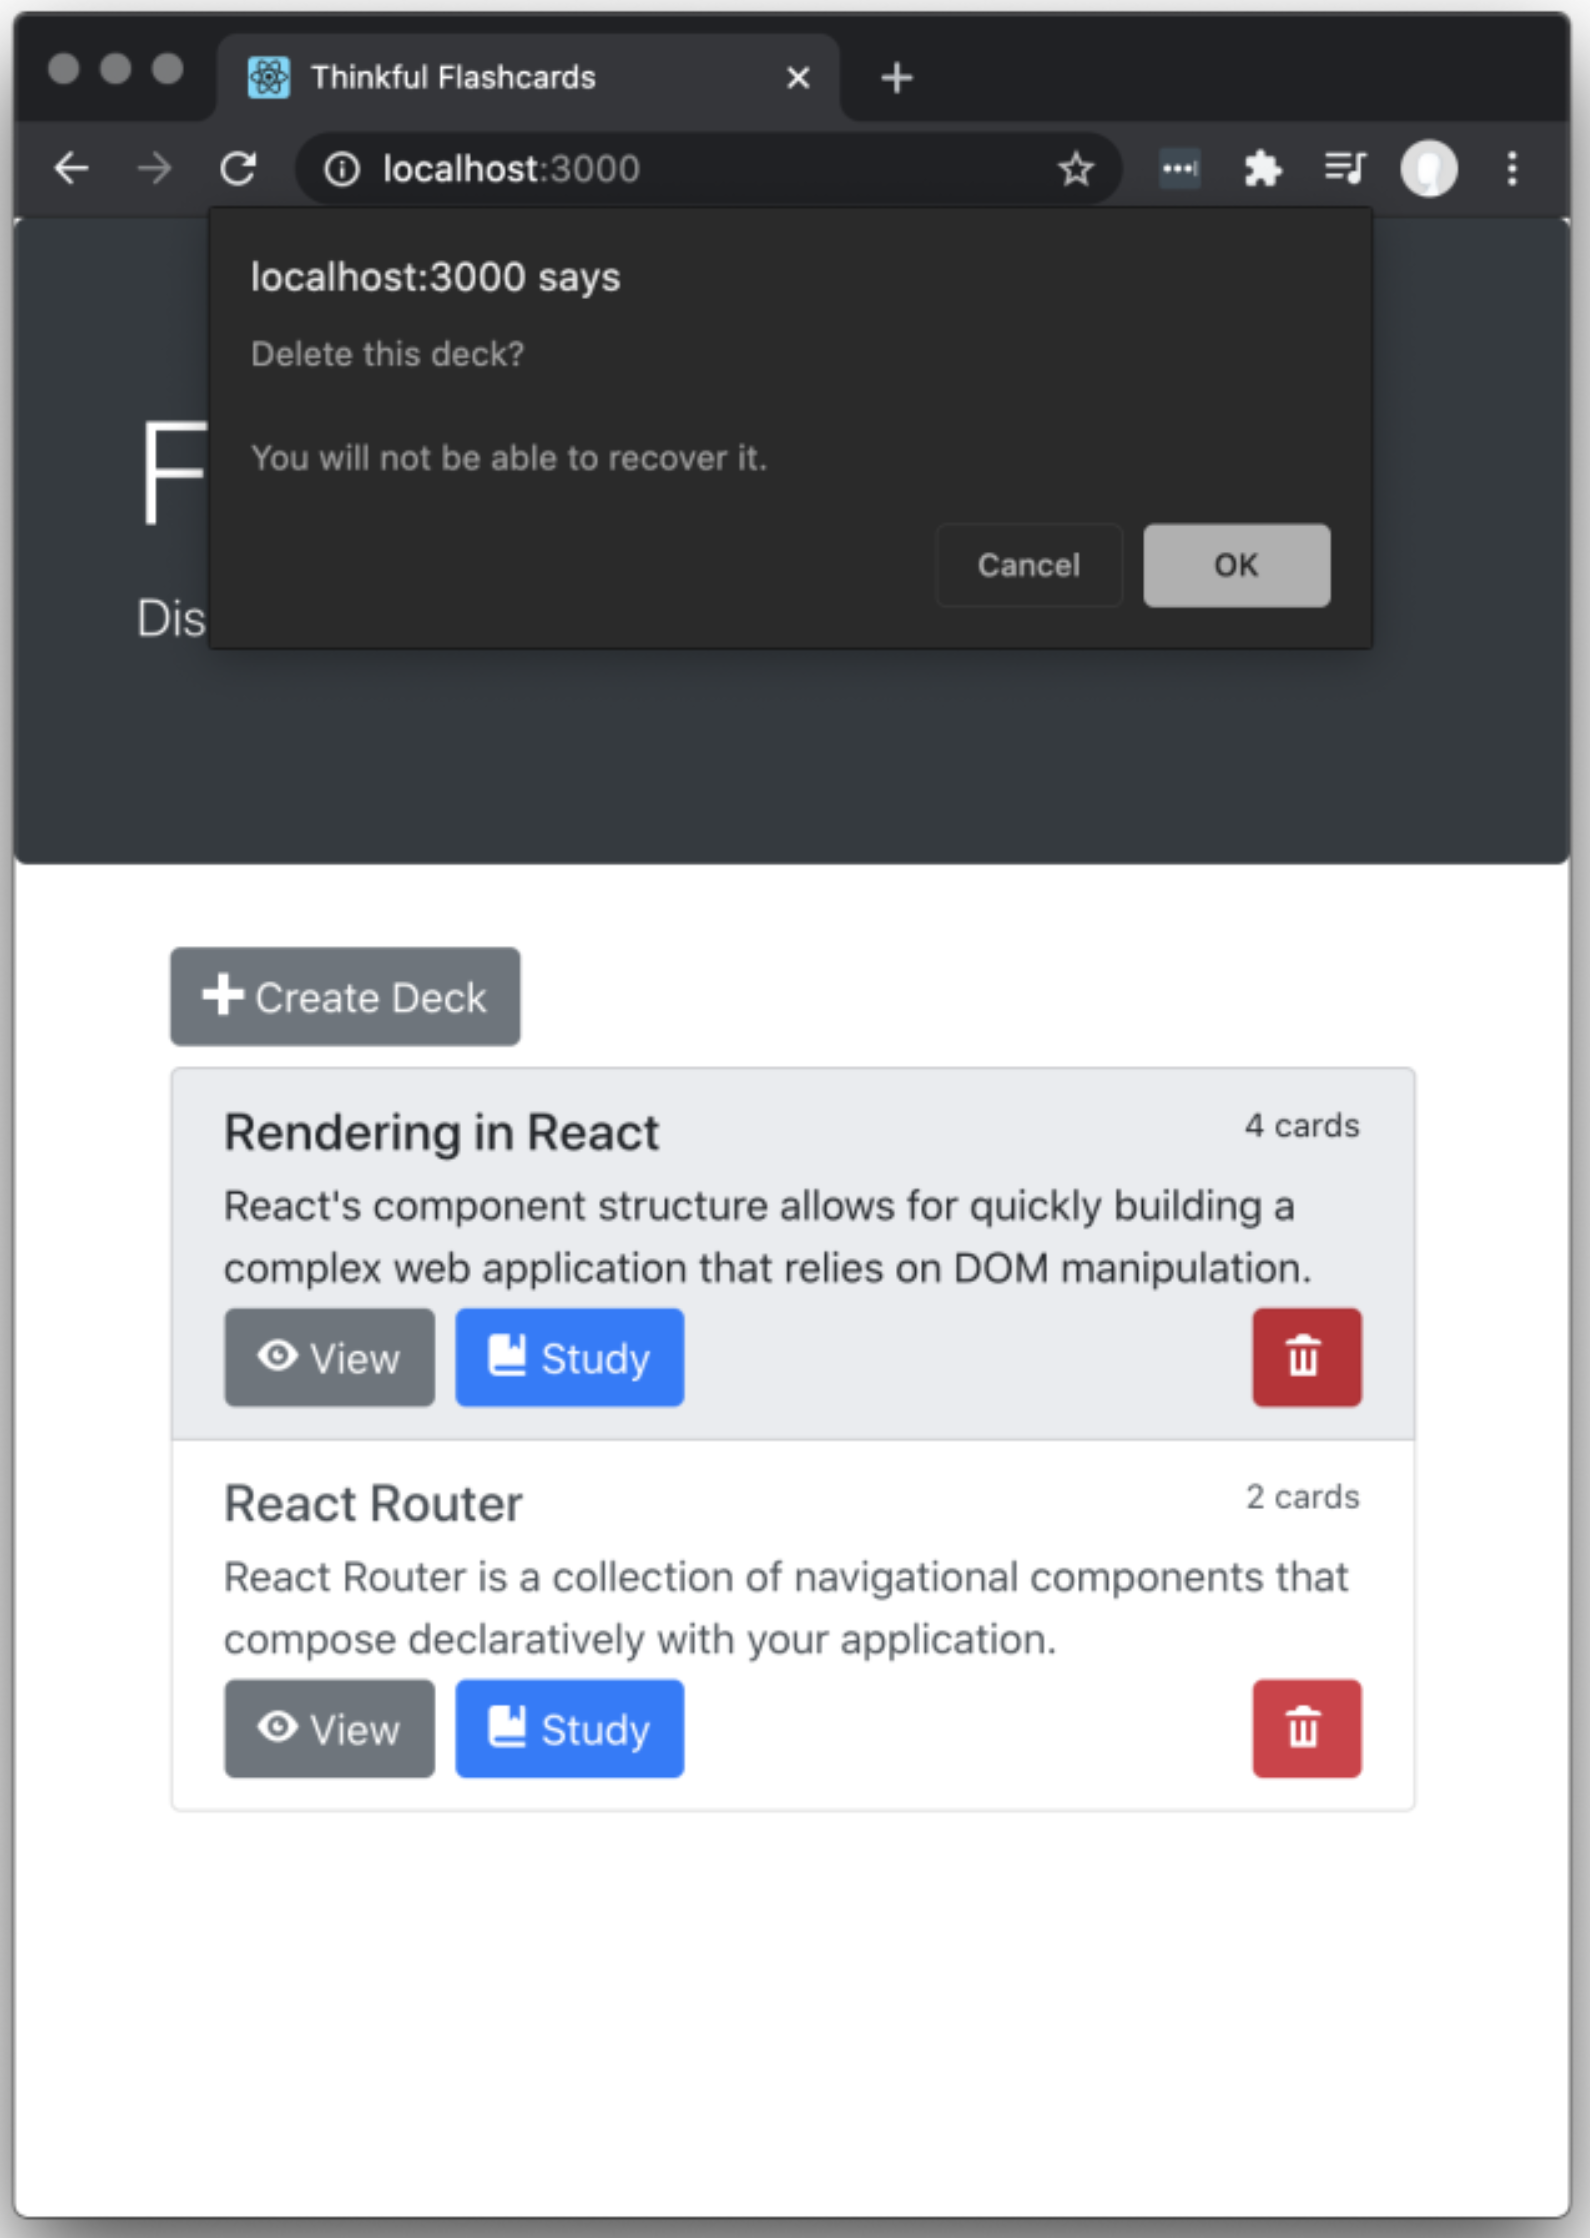 Thinkful Flashcards
localhost:3000
localhost:3000 says
Delete this deck?
You will not be able to recover it.
Cancel OK
F
Dis
Create Deck
Rendering in React 4 cards
React's component structure allows for quickly building a
complex web application that relies on DOM manipulation.
View Study
React Router 2 cards
React Router is a collection of navigational components that
compose declaratively with your application.
View Study